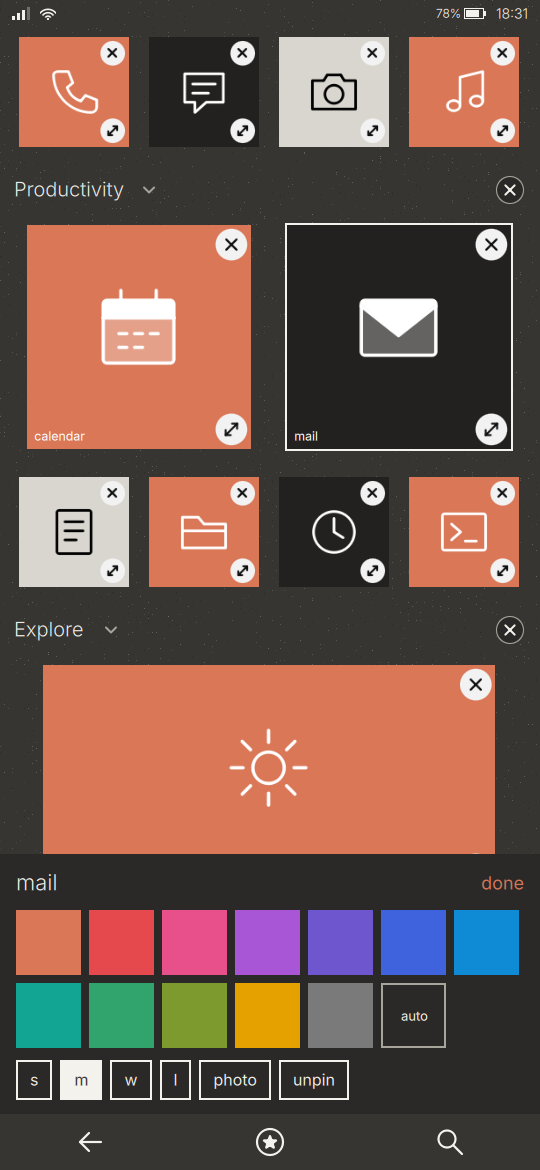 78% 18:31
Productivity
calendar
mail
Explore
mail
done
auto
s m w l photo unpin